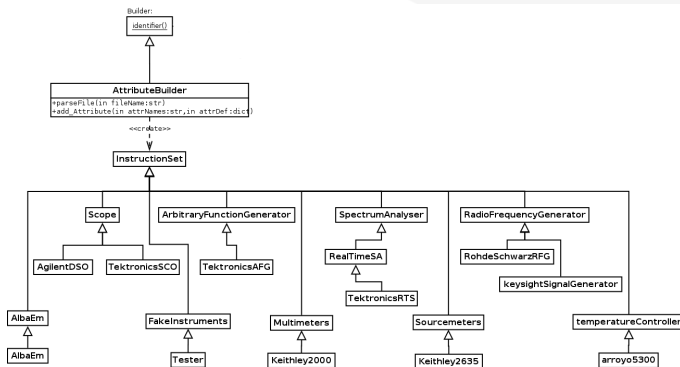 Builder:
identifier()
AttributeBuilder
+parseFile(in fileName:str)
+add_Attribute(in attrNames:str,in attrDef:dict)
<<create>>
InstructionSet
Scope
ArbitraryFunctionGenerator
SpectrumAnalyser
RadioFrequencyGenerator
AgilentDSO
TektronicsSCO
TektronicsAFG
RealTimeSA
RohdeSchwarzRFG
keysightSignalGenerator
TektronicsRTS
AlbaEm
FakeInstruments
Multimeters
Sourcemeters
temperatureController
AlbaEm
Tester
Keithley2000
Keithley2635
arroyo5300